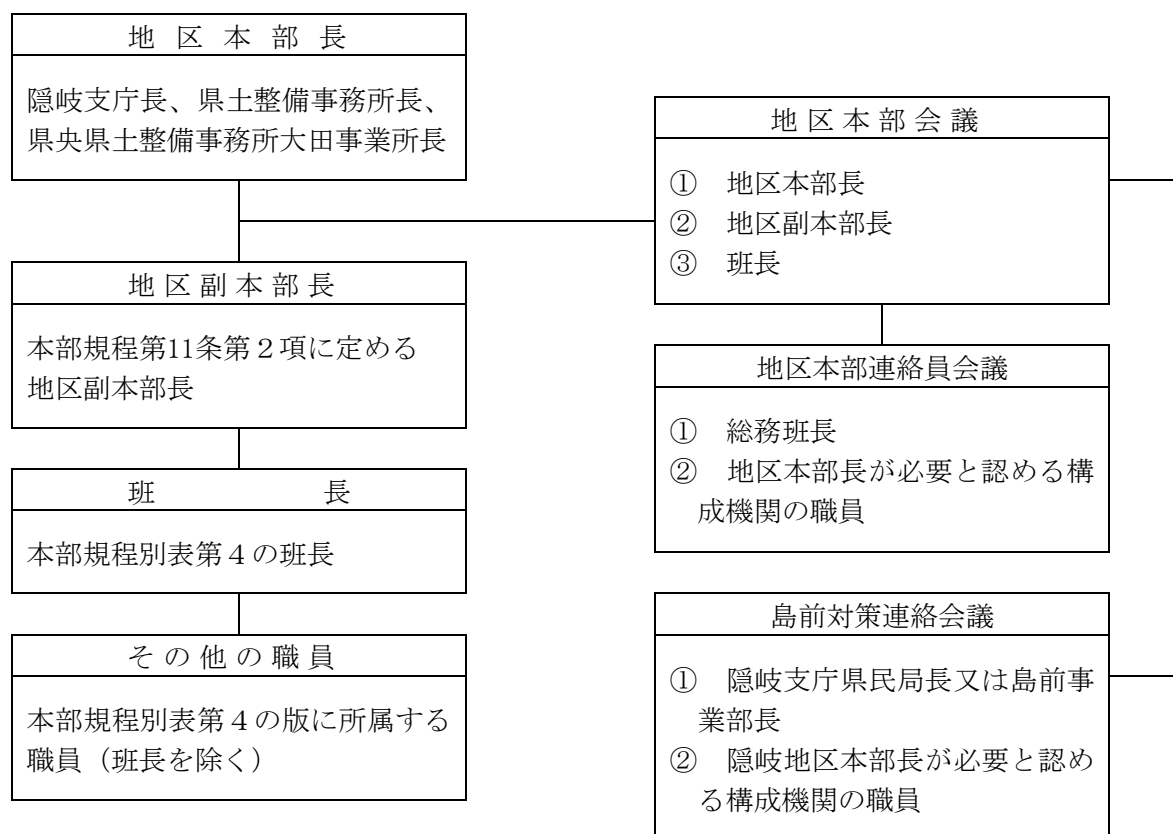 地区本部長
隠岐支庁長、県土整備事務所長、
県央県土整備事務所大田事業所長
地区副本部長
本部規程第11条第２項に定める
地区副本部長
班長
本部規程別表第４の班長
その他の職員
本部規程別表第４の版に所属する
職員（班長を除く）
地区本部会議
①　地区本部長
②　地区副本部長
③　班長
地区本部連絡員会議
①　総務班長
②　地区本部長が必要と認める構
成機関の職員
島前対策連絡会議
①　隠岐支庁県民局長又は島前事
業部長
②　隠岐地区本部長が必要と認め
る構成機関の職員